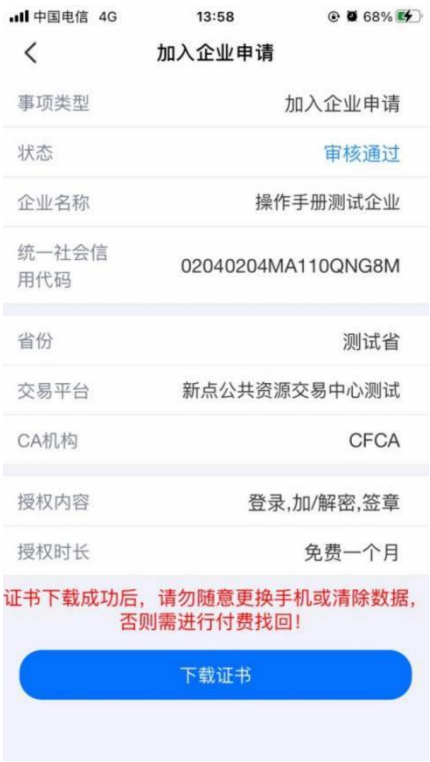 中国电信 4G 13:58 68%
加入企业申请
事项类型 加入企业申请
状态 审核通过
企业名称 操作手册测试企业
统一社会信
用代码 02040204MA110QNG8M
省份 测试省
交易平台 新点公共资源交易中心测试
CA机构 CFCA
授权内容 登录,加/解密,签章
授权时长 免费一个月
证书下载成功后，请勿随意更换手机或清除数据，
否则需进行付费找回！
下载证书